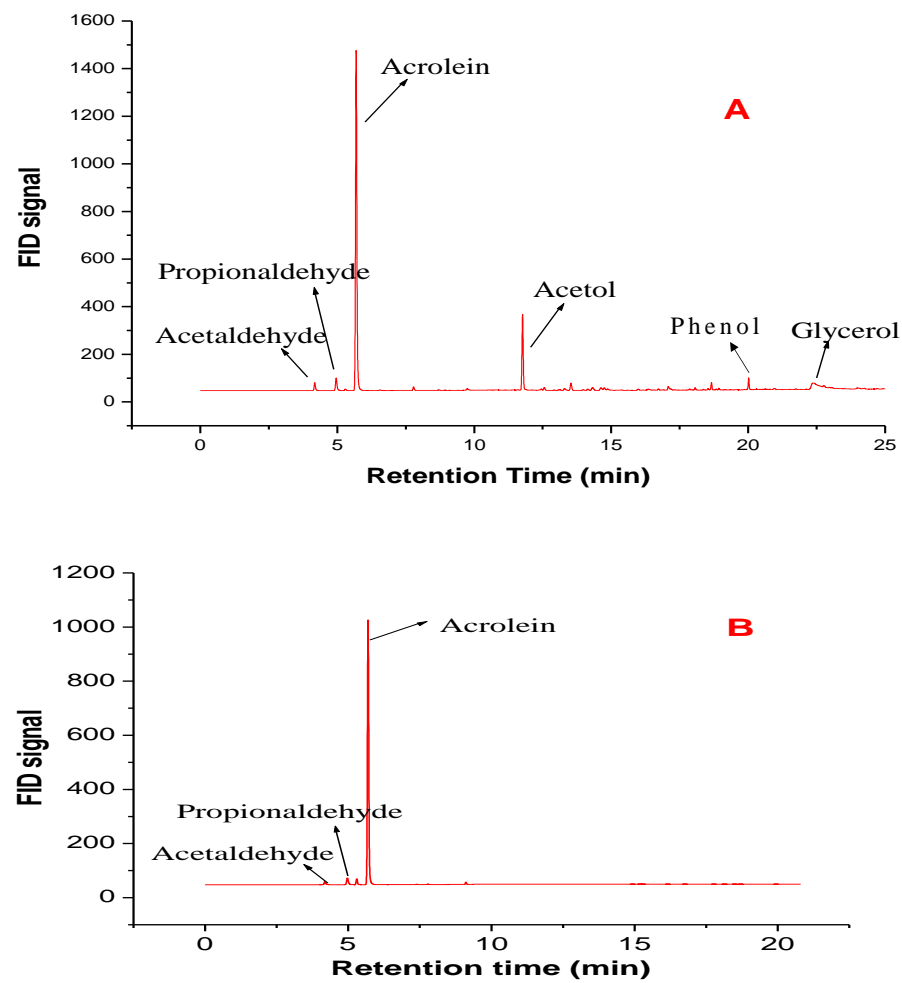 1600
1400
Acrolein
A
1200
1000
FID signal
800
600
Propionaldehyde
400
Acetol
Acetaldehyde
Phenol
Glycerol
200
0
0 5 10 15 20 25
Retention Time (min)
1200
1000
Acrolein
B
800
600
FID signal
400
Propionaldehyde
200
Acetaldehyde
0
0 5 10 15 20
Retention time (min)